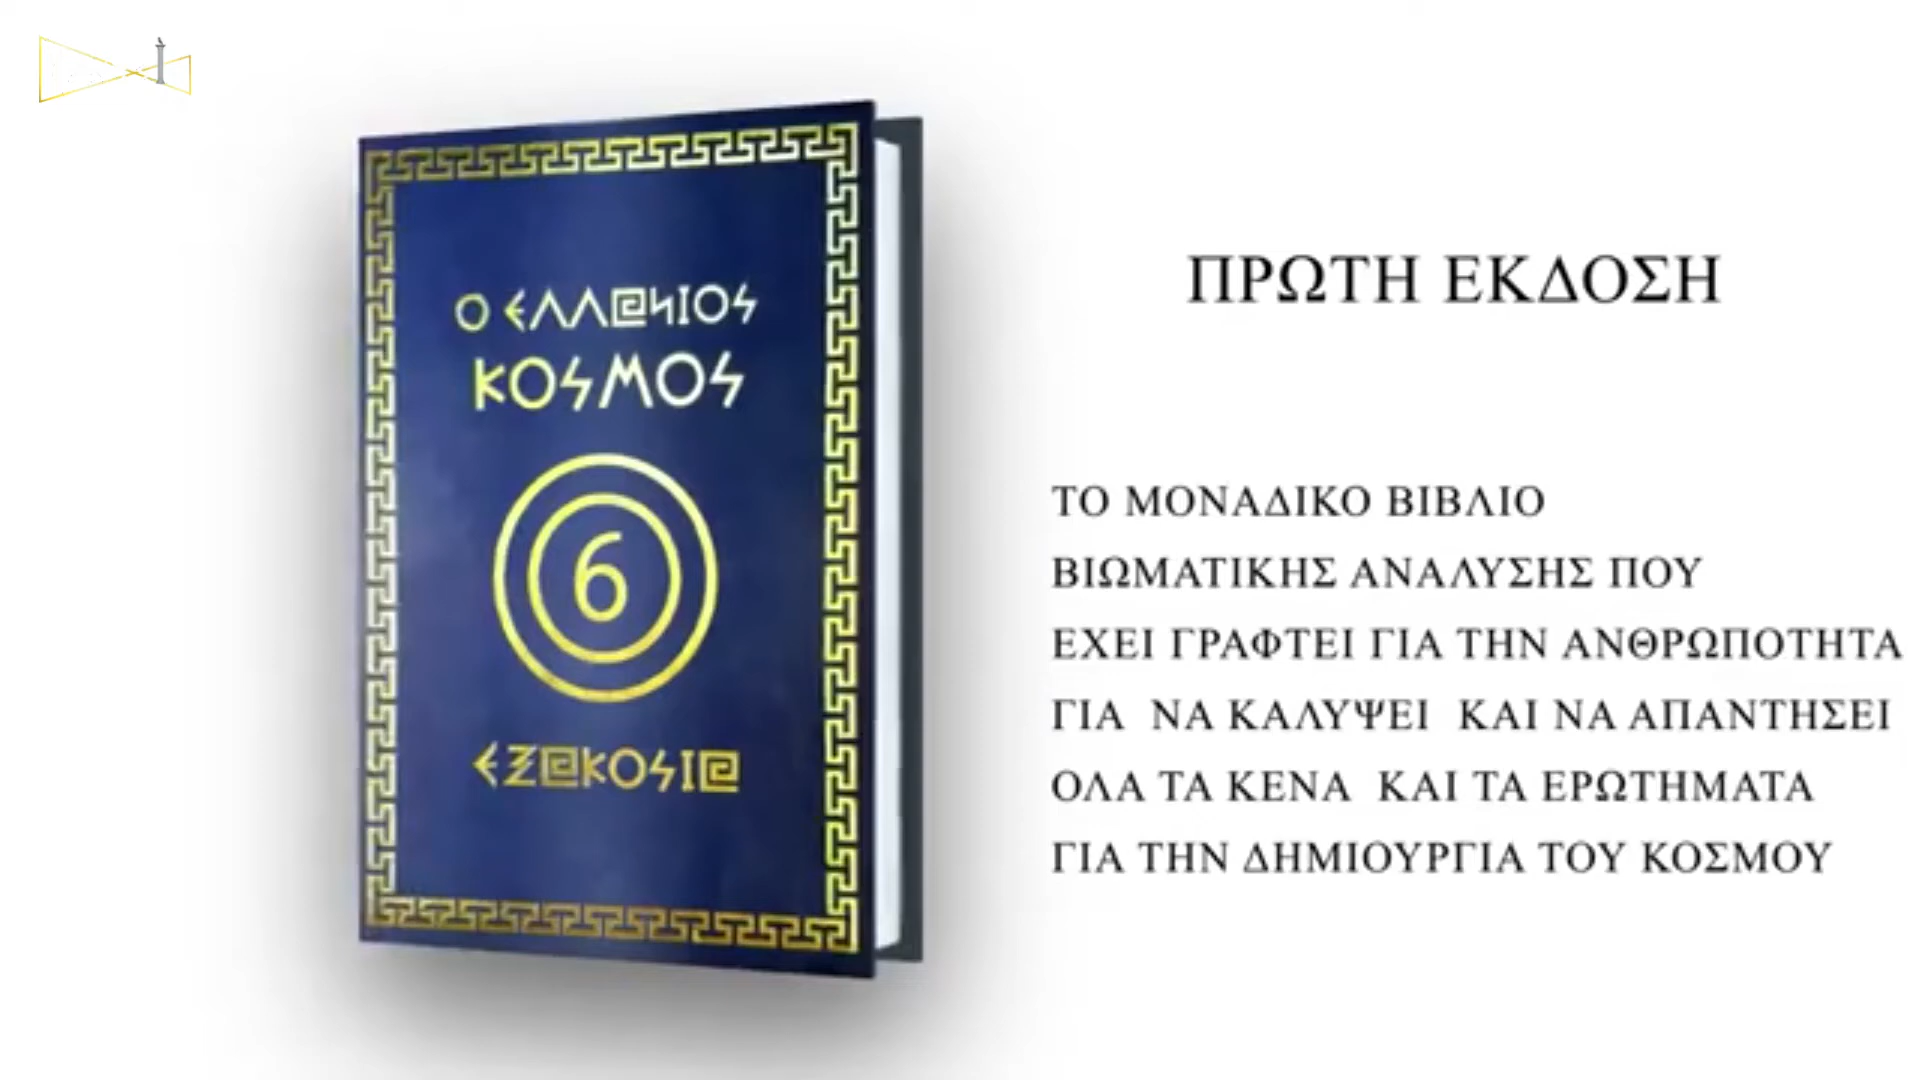 Ο ΕΛΛΗΝΙΟΣ
ΚΟΣΜΟΣ
6
ΕΞΑΚΟΣΙΑ
ΠΡΩΤΗ ΕΚΔΟΣΗ
ΤΟ ΜΟΝΑΔΙΚΟ ΒΙΒΛΙΟ
ΒΙΩΜΑΤΙΚΗΣ ΑΝΑΛΥΣΗΣ ΠΟΥ
ΕΧΕΙ ΓΡΑΦΤΕΙ ΓΙΑ ΤΗΝ ΑΝΘΡΩΠΟΤΗΤΑ
ΓΙΑ ΝΑ ΚΑΛΥΨΕΙ ΚΑΙ ΝΑ ΑΠΑΝΤΗΣΕΙ
ΟΛΑ ΤΑ ΚΕΝΑ ΚΑΙ ΤΑ ΕΡΩΤΗΜΑΤΑ
ΓΙΑ ΤΗΝ ΔΗΜΙΟΥΡΓΙΑ ΤΟΥ ΚΟΣΜΟΥ